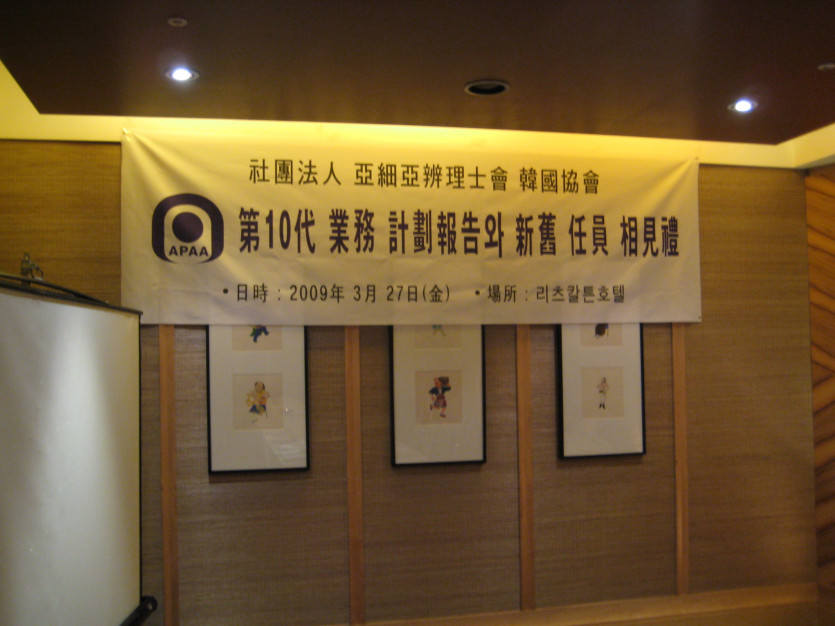 社團法人 亞細亞辨理士會 韓國協會
APAA
第10代 業務 計劃報告와 新舊 任員 相見禮
• 日時 : 2009年 3月 27日(金) • 場所 : 리츠칼튼호텔